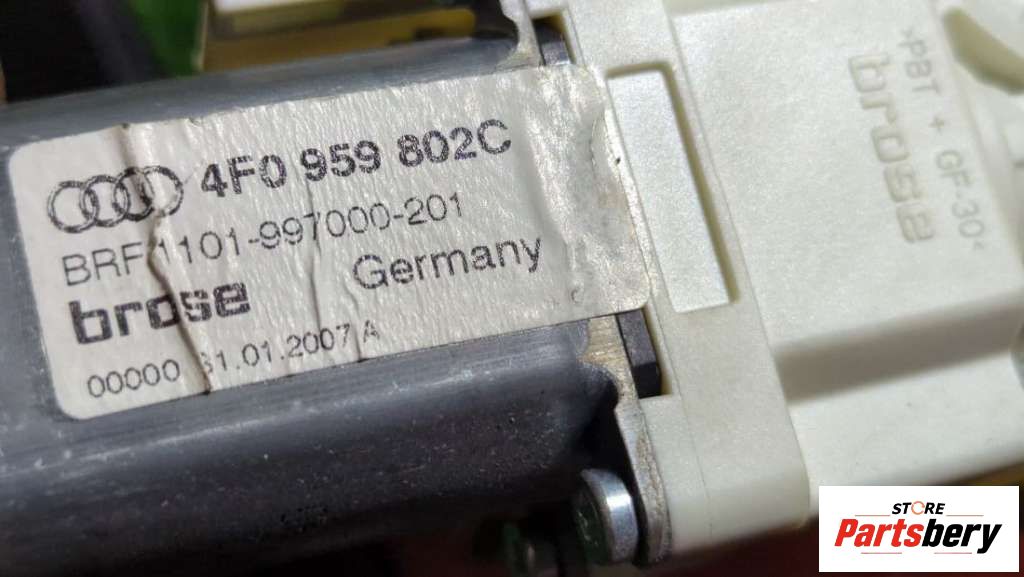 4F0 959 802C
BRF 1101-997000-201
Germany
brose
00000 31.01.2007 A
>PBT + GF-30<
brose
STORE
Partsbery